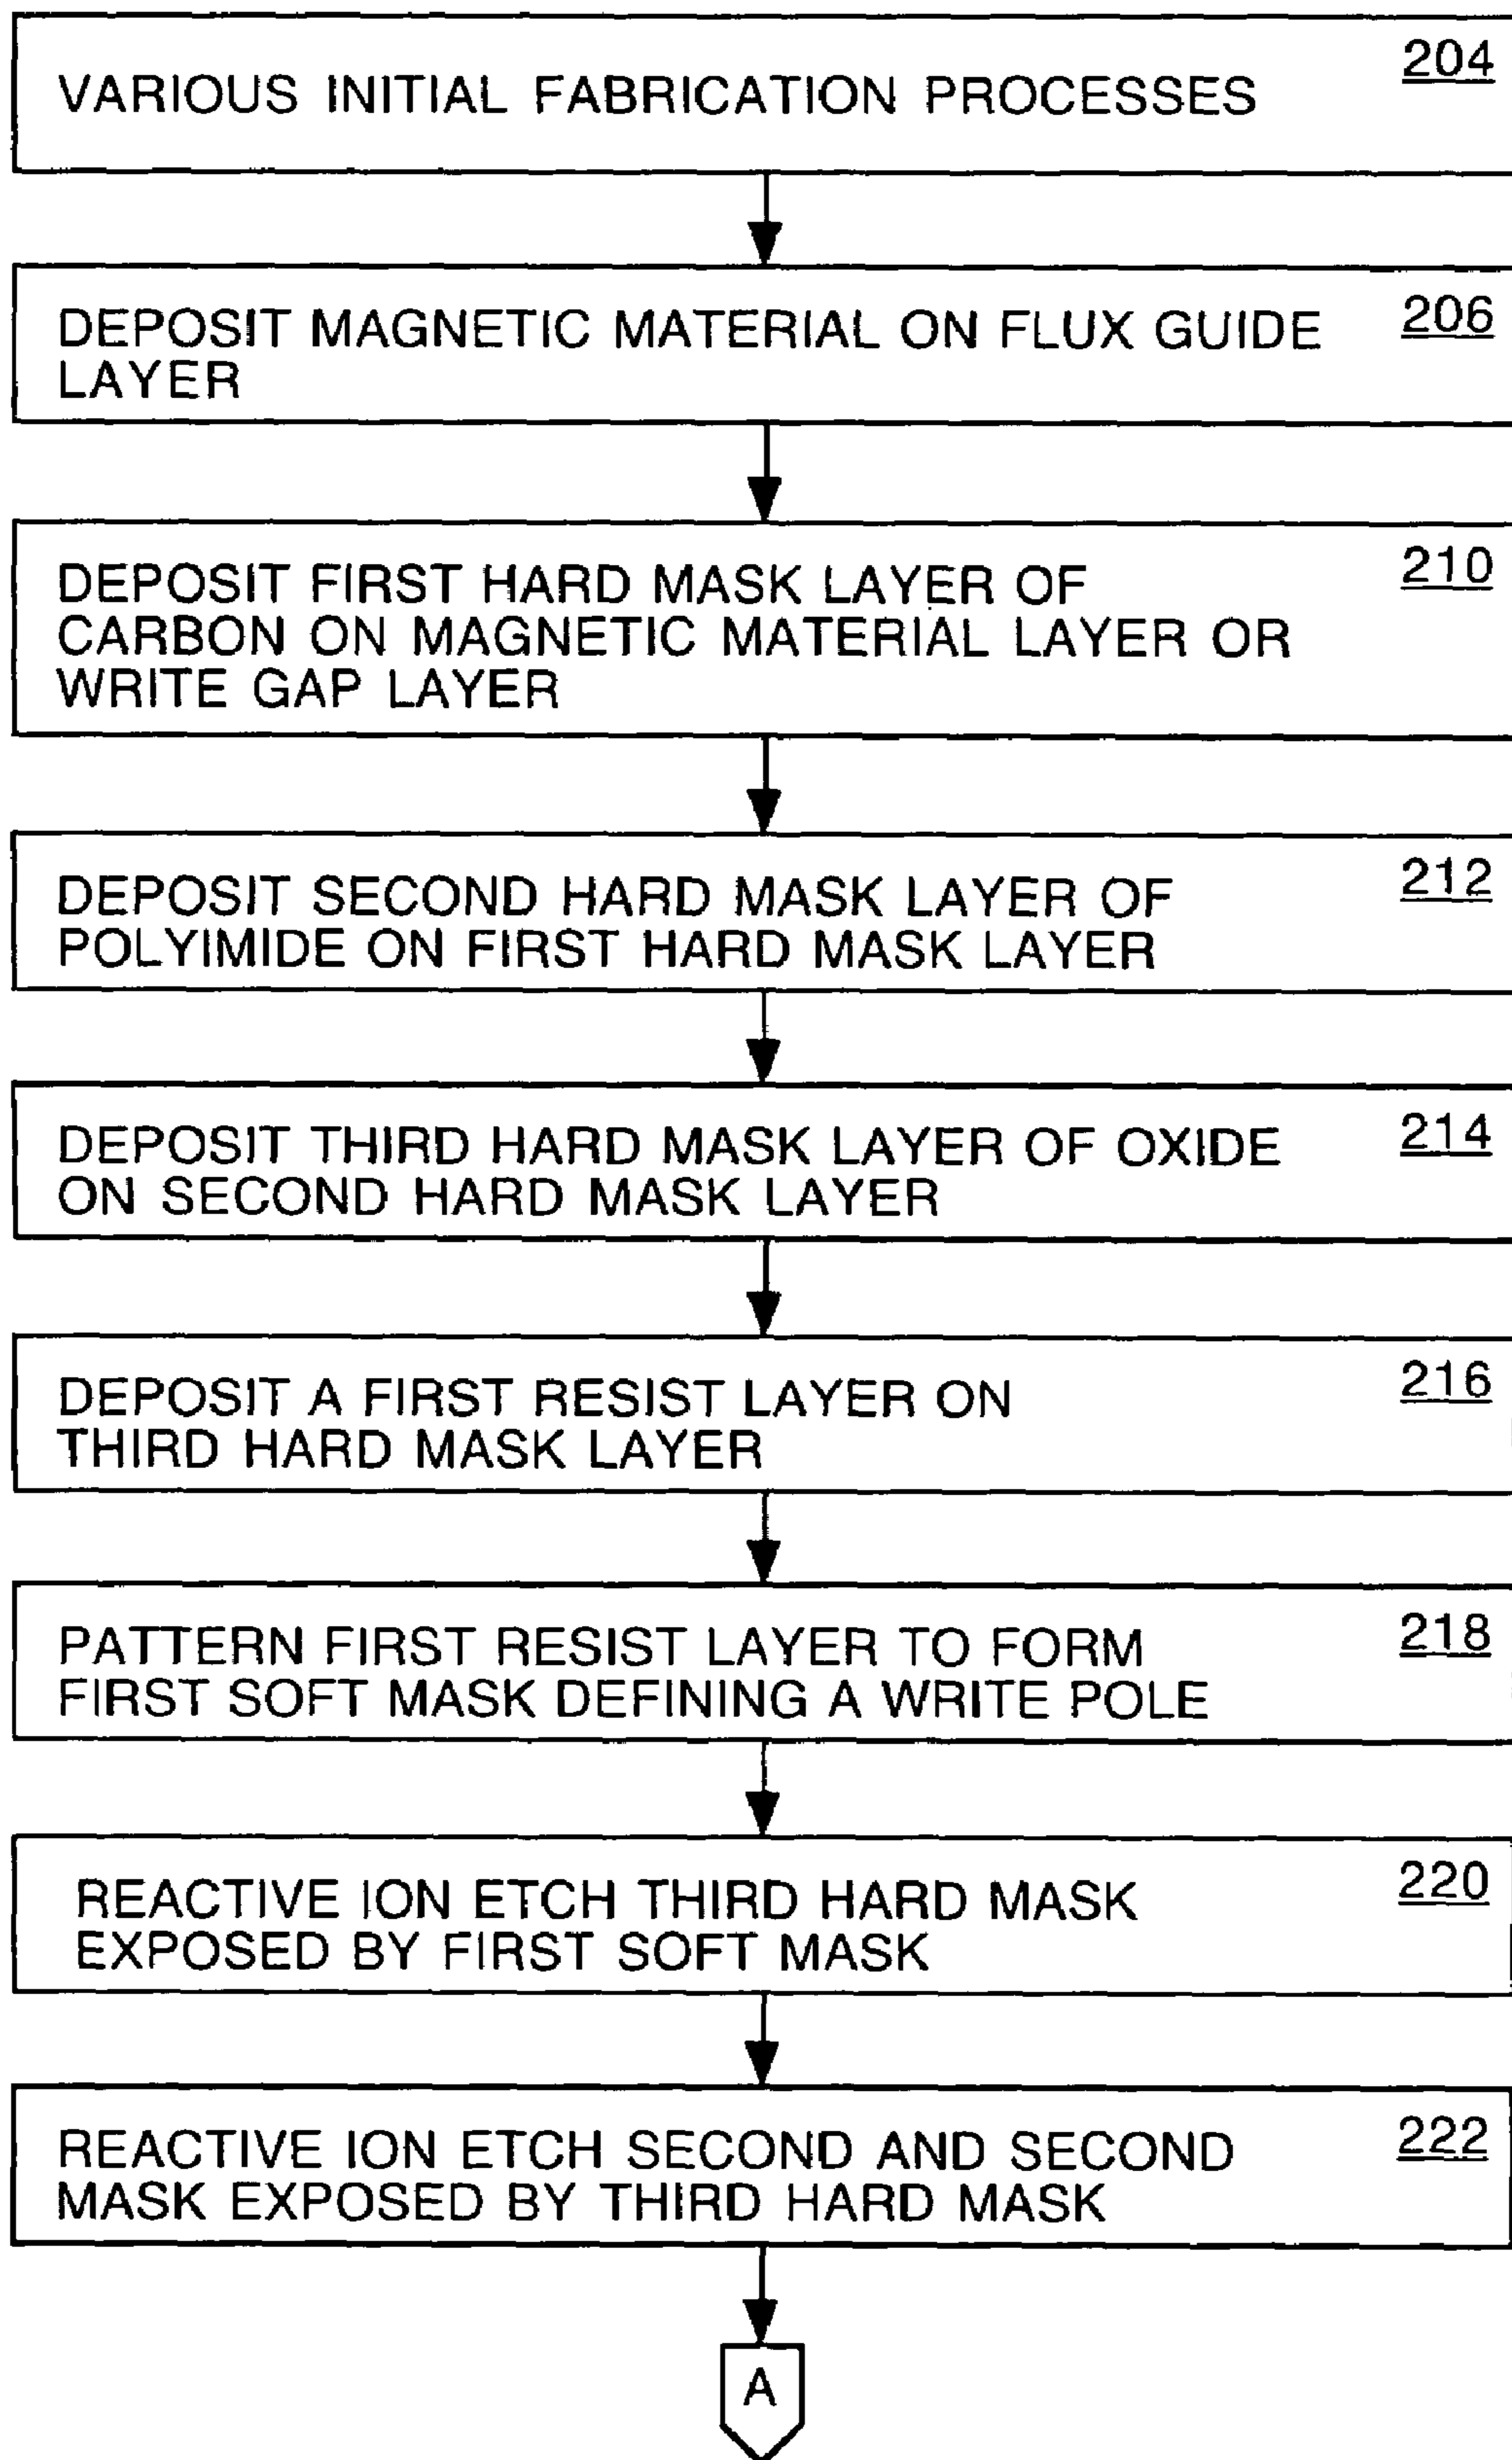 VARIOUS INITIAL FABRICATION PROCESSES 204
DEPOSIT MAGNETIC MATERIAL ON FLUX GUIDE 206
LAYER
DEPOSIT FIRST HARD MASK LAYER OF 210
CARBON ON MAGNETIC MATERIAL LAYER OR
WRITE GAP LAYER
DEPOSIT SECOND HARD MASK LAYER OF 212
POLYIMIDE ON FIRST HARD MASK LAYER
DEPOSIT THIRD HARD MASK LAYER OF OXIDE 214
ON SECOND HARD MASK LAYER
DEPOSIT A FIRST RESIST LAYER ON 216
THIRD HARD MASK LAYER
PATTERN FIRST RESIST LAYER TO FORM 218
FIRST SOFT MASK DEFINING A WRITE POLE
REACTIVE ION ETCH THIRD HARD MASK 220
EXPOSED BY FIRST SOFT MASK
REACTIVE ION ETCH SECOND AND SECOND 222
MASK EXPOSED BY THIRD HARD MASK
A